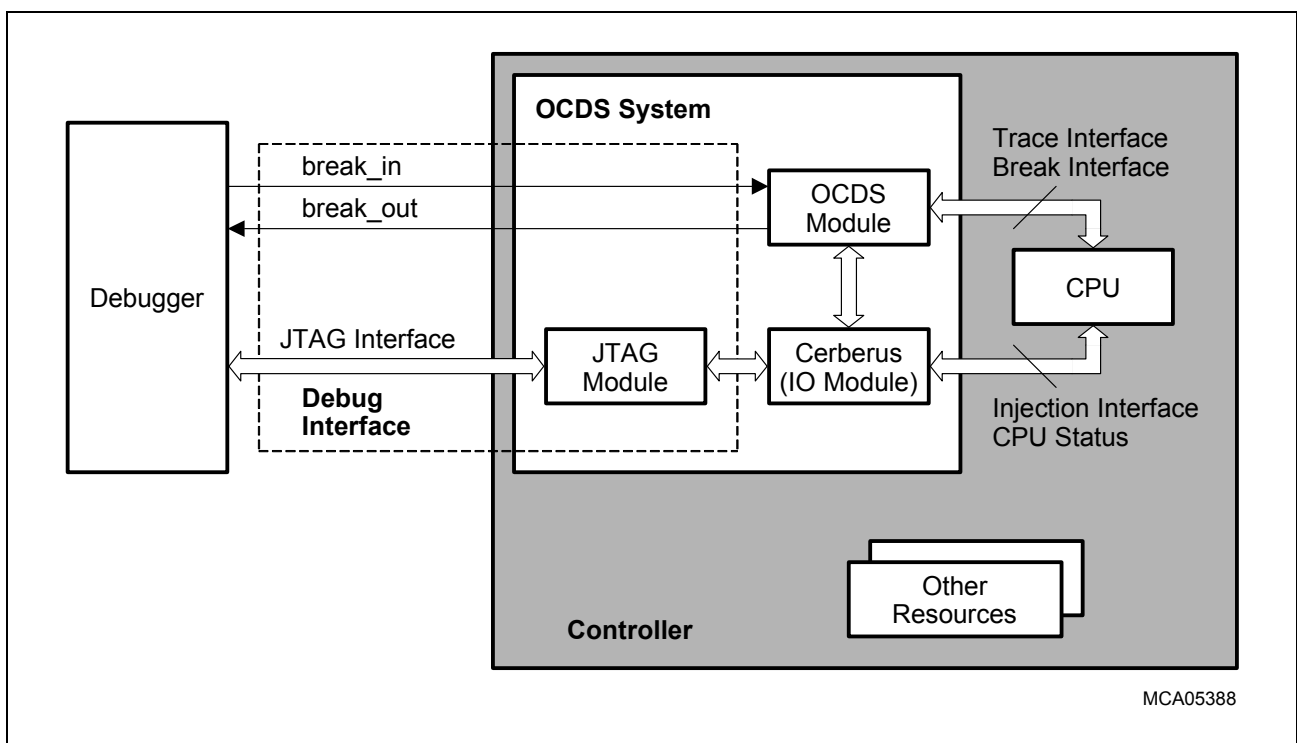 OCDS System
Trace Interface
Break Interface
break_in
break_out
OCDS
Module
Debugger
CPU
JTAG Interface
JTAG
Module
Cerberus
(IO Module)
Debug
Interface
Injection Interface
CPU Status
Other
Resources
Controller
MCA05388